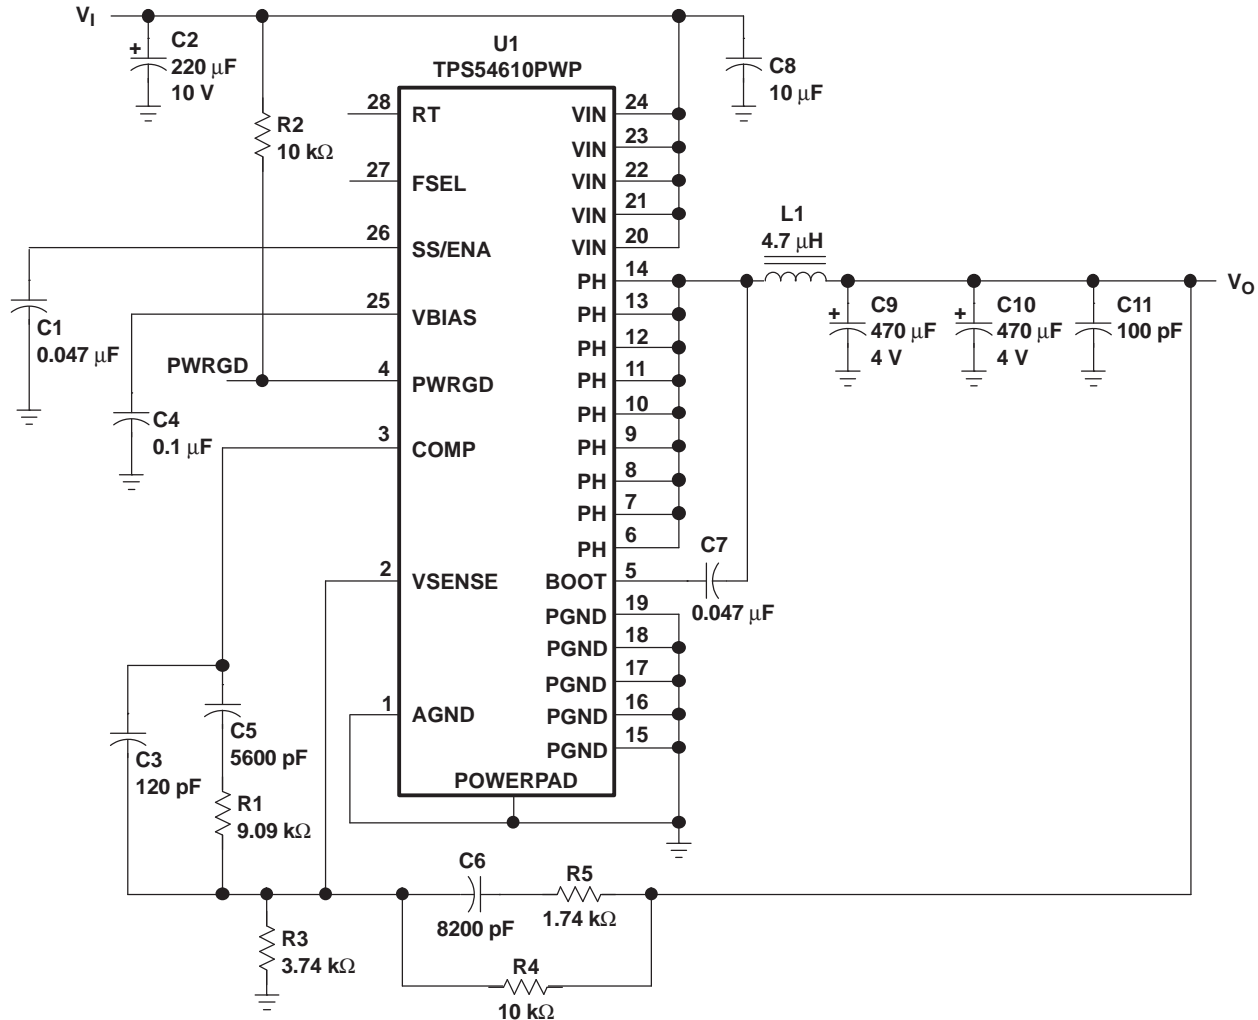 V_I
C2
220 μF
10 V
+
R2
10 kΩ
U1
TPS54610PWP
C8
10 μF
28 RT
27 FSEL
26 SS/ENA
25 VBIAS
4 PWRGD
3 COMP
2 VSENSE
1 AGND
VIN 24
VIN 23
VIN 22
VIN 21
VIN 20
PH 14
PH 13
PH 12
PH 11
PH 10
PH 9
PH 8
PH 7
PH 6
BOOT 5
PGND 19
PGND 18
PGND 17
PGND 16
PGND 15
POWERPAD
L1
4.7 μH
V_O
+
C9
470 μF
4 V
+
C10
470 μF
4 V
C11
100 pF
C1
0.047 μF
PWRGD
C4
0.1 μF
C7
0.047 μF
C3
120 pF
C5
5600 pF
R1
9.09 kΩ
R3
3.74 kΩ
C6
8200 pF
R5
1.74 kΩ
R4
10 kΩ